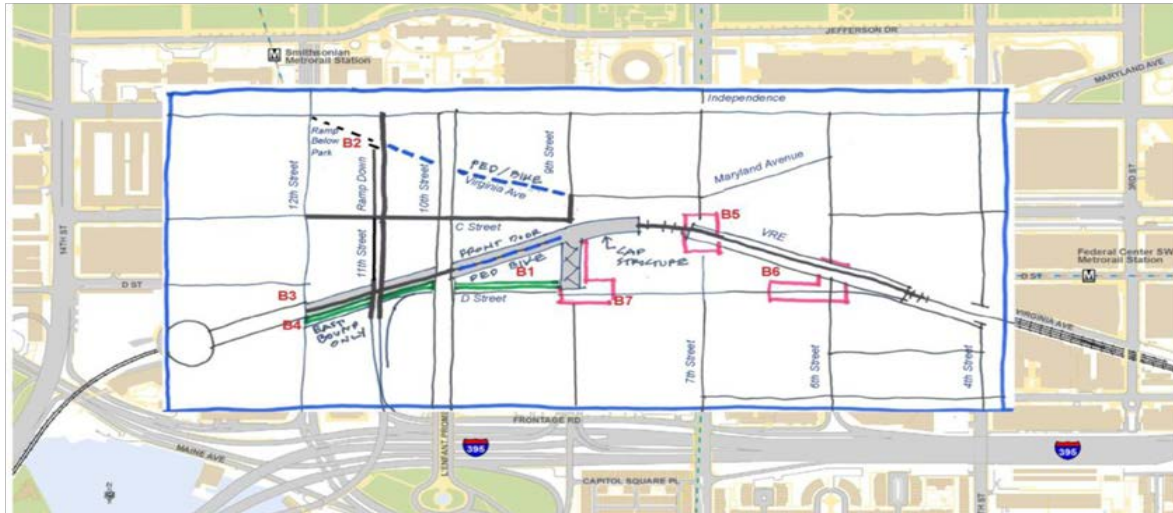 JEFFERSON DR
M
Smithsonian
Metrorail Station
MARYLAND AVE
Independence
Ramp
Below
Park
B2
12th Street
Ramp Down
10th Street
PED/BIKE
Virginia Ave
9th Street
Maryland Avenue
14TH ST
3RD ST
C Street
B5
VRE
FRONT DOOR
PED BIKE
CAP
STRUCTURE
11th Street
B1
B6
Federal Center SW
Metrorail Station
M
D ST
D ST
B3
B4
D Street
B7
EAST
BOUND
ONLY
VIRGINIA AVE
7th Street
6th Street
4th Street
FRONTAGE RD
L'ENFANT PROM
395
395
MAINE AVE
CAPITOL SQUARE PL